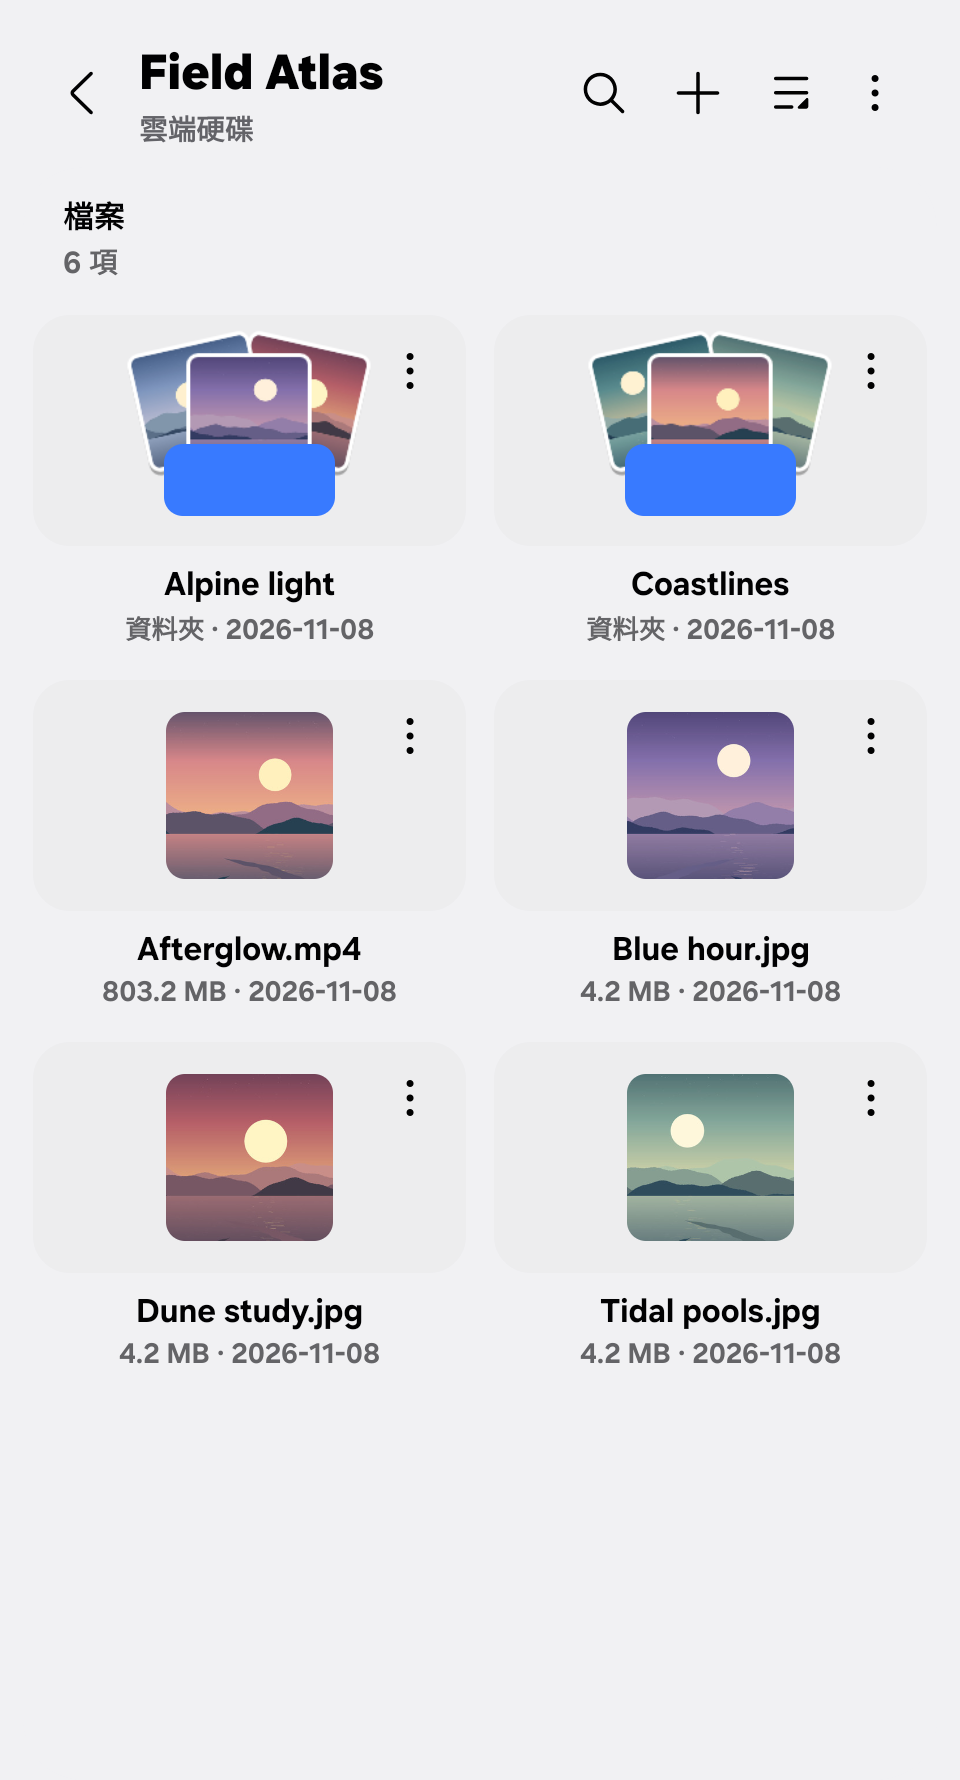 Field Atlas
雲端硬碟
檔案
6 項
Alpine light
資料夾 · 2026-11-08
Coastlines
資料夾 · 2026-11-08
Afterglow.mp4
803.2 MB · 2026-11-08
Blue hour.jpg
4.2 MB · 2026-11-08
Dune study.jpg
4.2 MB · 2026-11-08
Tidal pools.jpg
4.2 MB · 2026-11-08